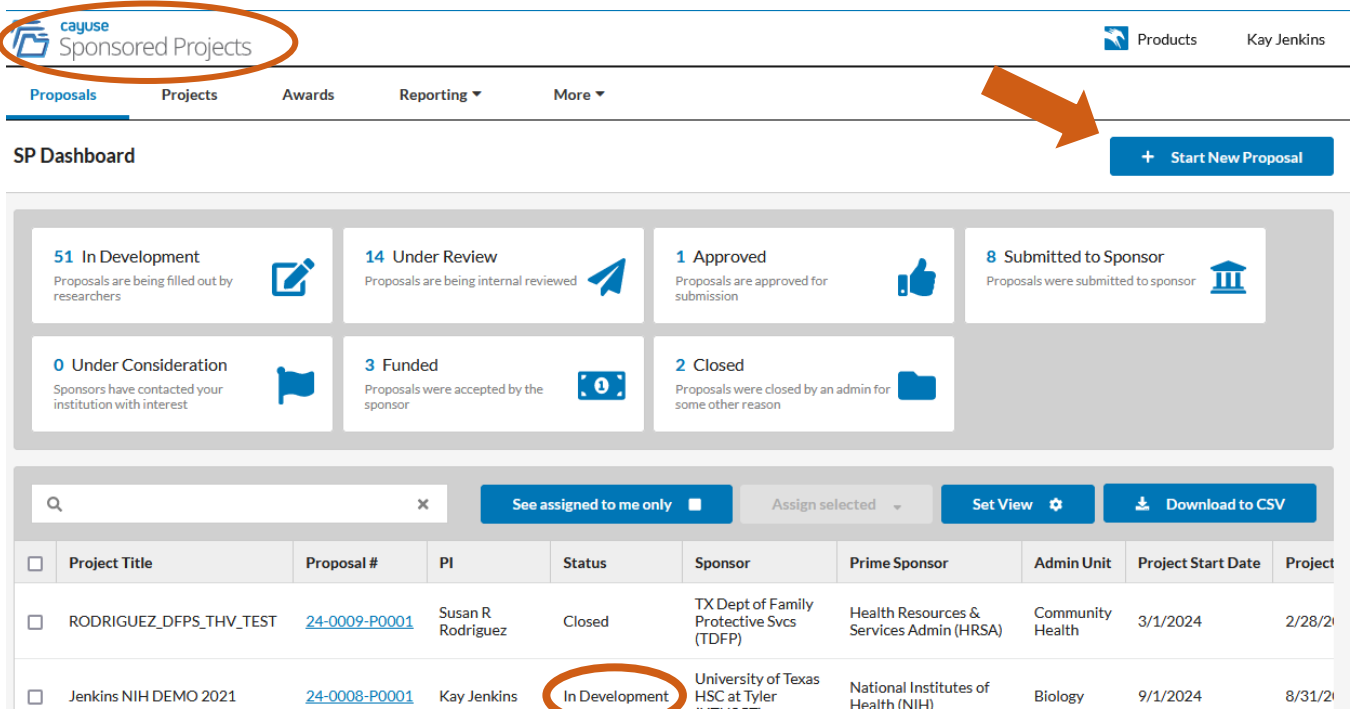 cayuse
Sponsored Projects
Products
Kay Jenkins
Proposals
Projects
Awards
Reporting
More
SP Dashboard
+ Start New Proposal
51 In Development
Proposals are being filled out by
researchers
14 Under Review
Proposals are being internal reviewed
1 Approved
Proposals are approved for
submission
8 Submitted to Sponsor
Proposals were submitted to sponsor
0 Under Consideration
Sponsors have contacted your
institution with interest
3 Funded
Proposals were accepted by the
sponsor
2 Closed
Proposals were closed by an admin for
some other reason
See assigned to me only
Assign selected
Set View
Download to CSV
Project Title
Proposal #
PI
Status
Sponsor
Prime Sponsor
Admin Unit
Project Start Date
Project
RODRIGUEZ_DFPS_THV_TEST
24-0009-P0001
Susan R
Rodriguez
Closed
TX Dept of Family
Protective Svcs
(TDFP)
Health Resources &
Services Admin (HRSA)
Community
Health
3/1/2024
2/28/2
Jenkins NIH DEMO 2021
24-0008-P0001
Kay Jenkins
In Development
University of Texas
HSC at Tyler
National Institutes of
Health (NIH)
Biology
9/1/2024
8/31/2